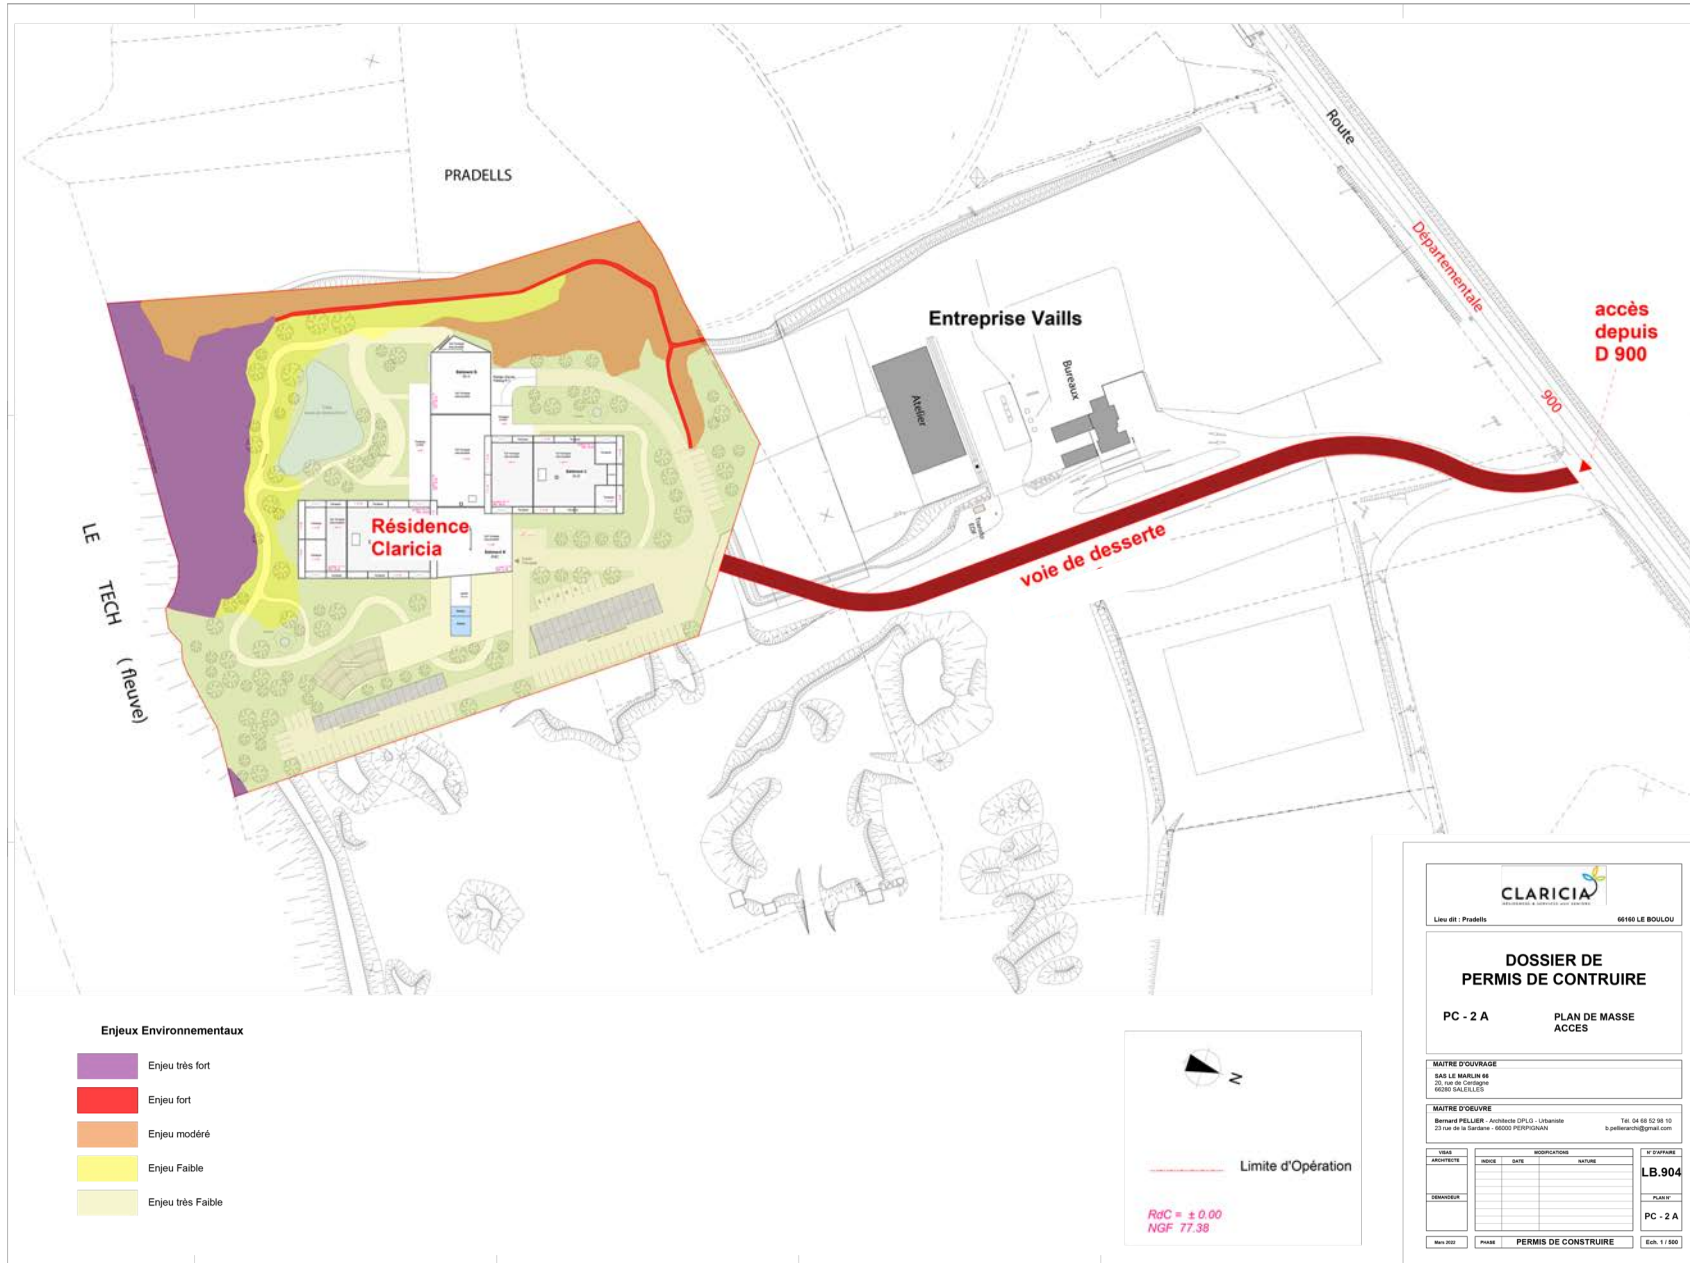 PRADELLS
Route
Départementale
900
accès
depuis
D 900
Entreprise Vaills
Atelier
Bureaux
voie de desserte
Résidence
Claricia
LE TECH (fleuve)
Enjeux Environnementaux
Enjeu très fort
Enjeu fort
Enjeu modéré
Enjeu Faible
Enjeu très Faible
N
Limite d'Opération
RdC = ± 0.00
NGF 77.38
CLARICIA
Lieu dit : Pradells 66160 LE BOULOU
DOSSIER DE
PERMIS DE CONSTRUIRE
PC - 2 A PLAN DE MASSE
ACCES
MAITRE D'OUVRAGE
SAS LE MARLIN 66
20, rue de Cerdagne
66280 SALEILLES
MAITRE D'OEUVRE
Bernard PELLIER - Architecte DPLG - Urbaniste Tél. 04 68 52 98 10
23 rue de la Sardane - 66000 PERPIGNAN b.pellierarchi@gmail.com
VISAS MODIFICATIONS N° D'AFFAIRE
ARCHITECTE INDICE DATE NATURE
LB.904
DEMANDEUR PLAN N°
PC - 2 A
Mars 2022 PHASE PERMIS DE CONSTRUIRE Ech. 1 / 500